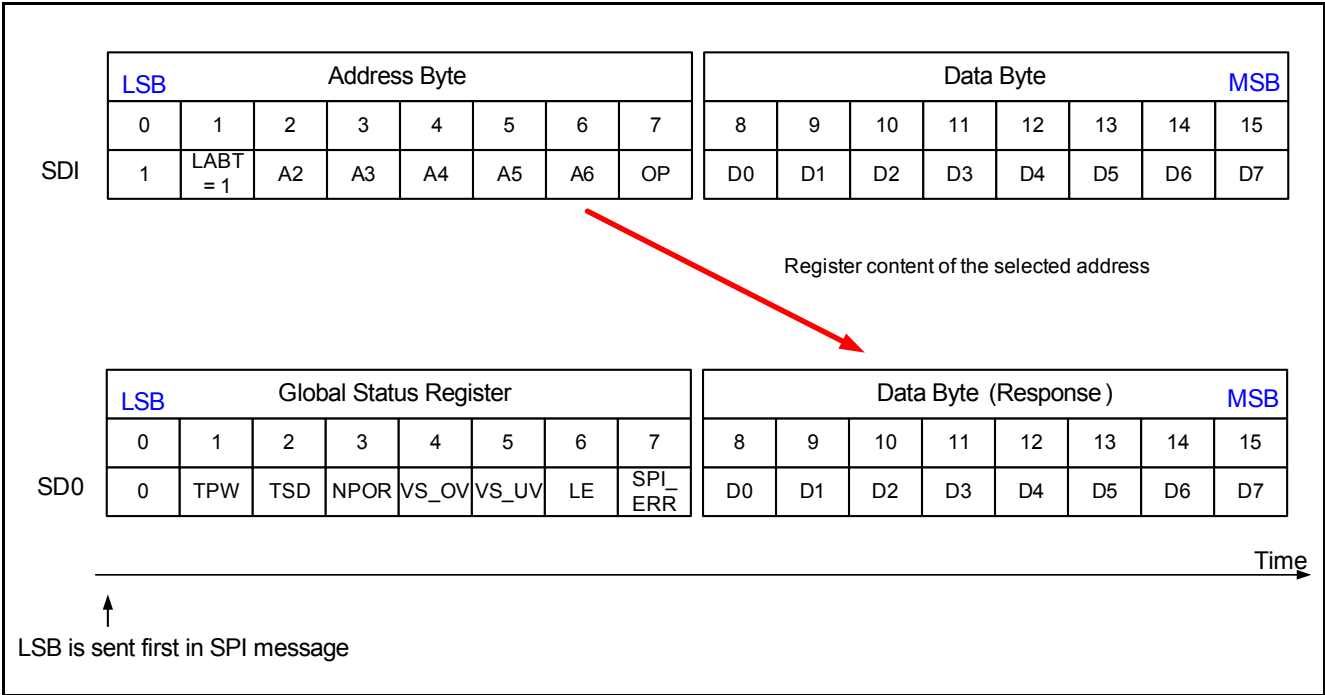 LSB Address Byte Data Byte MSB
0 1 2 3 4 5 6 7 8 9 10 11 12 13 14 15
SDI 1 LABT = 1 A2 A3 A4 A5 A6 OP D0 D1 D2 D3 D4 D5 D6 D7
Register content of the selected address
LSB Global Status Register Data Byte (Response) MSB
0 1 2 3 4 5 6 7 8 9 10 11 12 13 14 15
SD0 0 TPW TSD NPOR VS_OV VS_UV LE SPI_ERR D0 D1 D2 D3 D4 D5 D6 D7
Time
LSB is sent first in SPI message